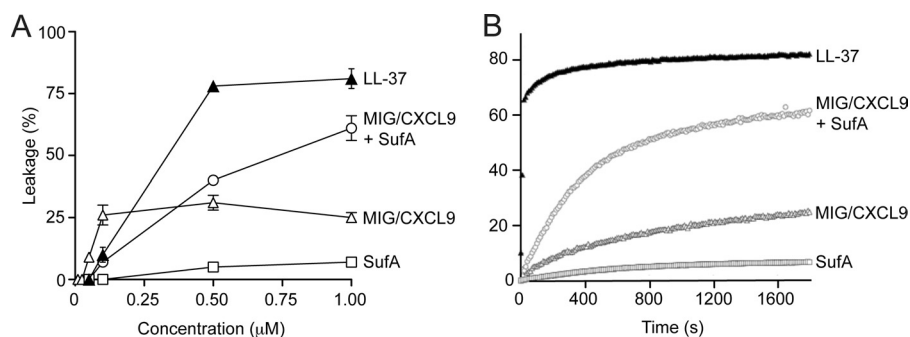 A
100
75
50
25
0
Leakage (%)
0
0.25
0.50
0.75
1.00
Concentration (μM)
LL-37
MIG/CXCL9
+ SufA
MIG/CXCL9
SufA
B
80
60
40
20
0
0
400
800
1200
1600
Time (s)
LL-37
MIG/CXCL9
+ SufA
MIG/CXCL9
SufA